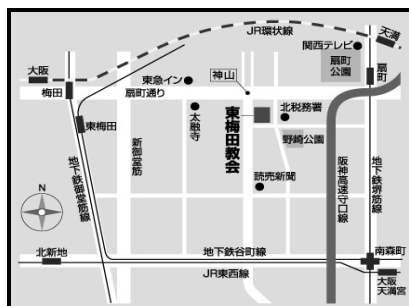 JR環状線
天満
関西テレビ
扇町
公園
大阪
東急イン
神山
扇町
梅田
扇町通り
北税務署
東梅田
太融寺
東梅田教会
野崎公園
新御堂筋
地下鉄御堂筋線
読売新聞
阪神高速守口線
地下鉄堺筋線
N
北新地
地下鉄谷町線
南森町
JR東西線
大阪
天満宮